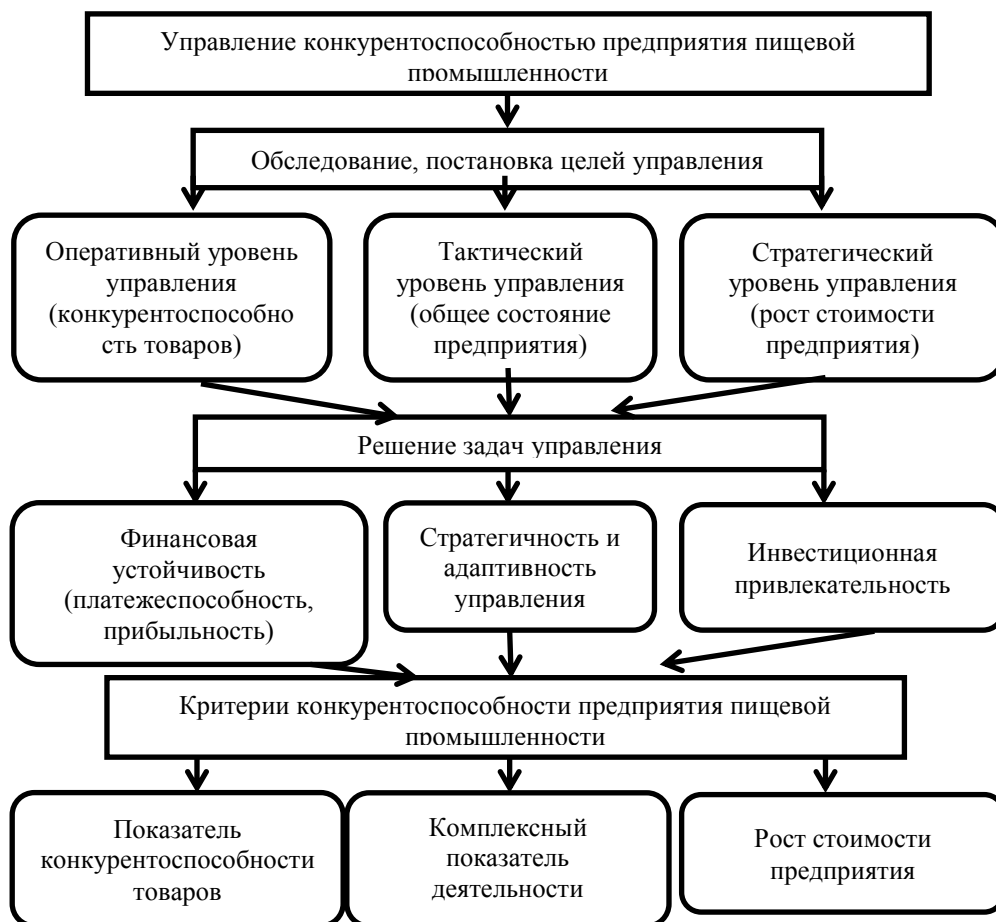 Управление конкурентоспособностью предприятия пищевой
промышленности
Обследование, постановка целей управления
Оперативный уровень
управления
(конкурентоспособно
сть товаров)
Тактический
уровень управления
(общее состояние
предприятия)
Стратегический
уровень управления
(рост стоимости
предприятия)
Решение задач управления
Финансовая
устойчивость
(платежеспособность,
прибыльность)
Стратегичность и
адаптивность
управления
Инвестиционная
привлекательность
Критерии конкурентоспособности предприятия пищевой
промышленности
Показатель
конкурентоспособности
товаров
Комплексный
показатель
деятельности
Рост стоимости
предприятия